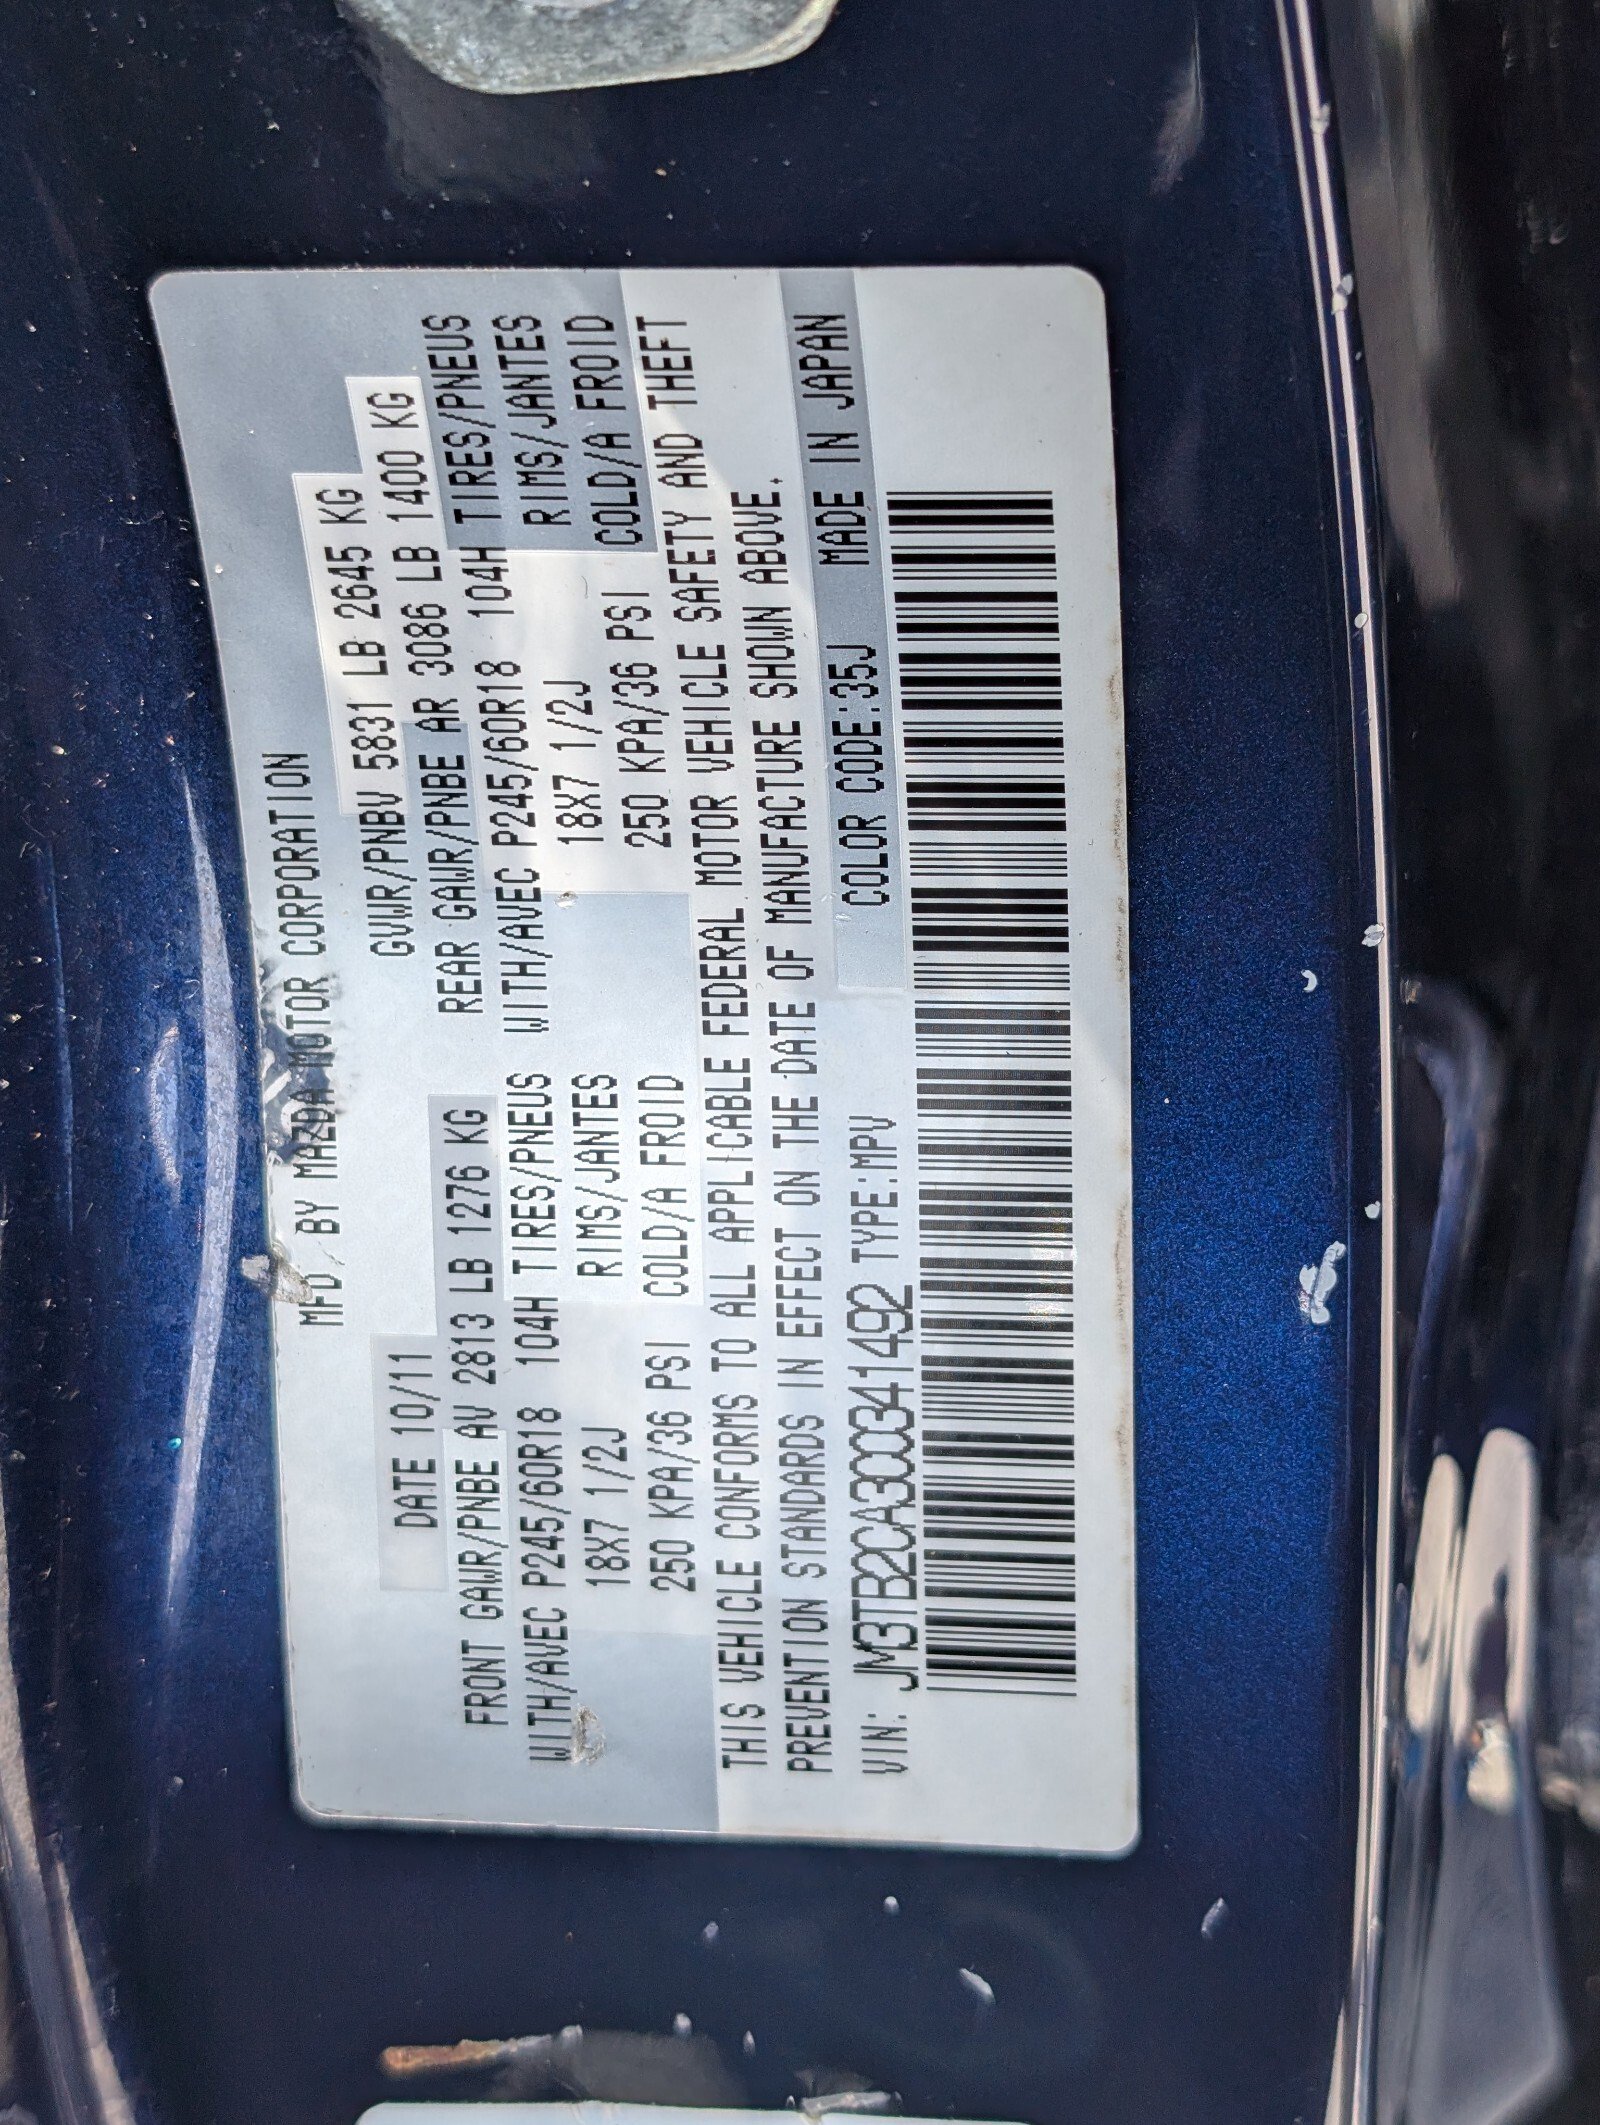 MFD. BY MAZDA MOTOR CORPORATION
DATE 10/11 GVWR/PNBV 5831 LB 2645 KG
FRONT GAWR/PNBE AV 2813 LB 1276 KG REAR GAWR/PNBE AR 3086 LB 1400 KG
WITH/AVEC P245/60R18 104H TIRES/PNEUS WITH/AVEC P245/60R18 104H TIRES/PNEUS
18X7 1/2J RIMS/JANTES 18X7 1/2J RIMS/JANTES
250 KPA/36 PSI COLD/A FROID 250 KPA/36 PSI COLD/A FROID
THIS VEHICLE CONFORMS TO ALL APPLICABLE FEDERAL MOTOR VEHICLE SAFETY AND THEFT
PREVENTION STANDARDS IN EFFECT ON THE DATE OF MANUFACTURE SHOWN ABOVE.
VIN: JM3TB2CA3C0341492 TYPE:MPV COLOR CODE:35J MADE IN JAPAN